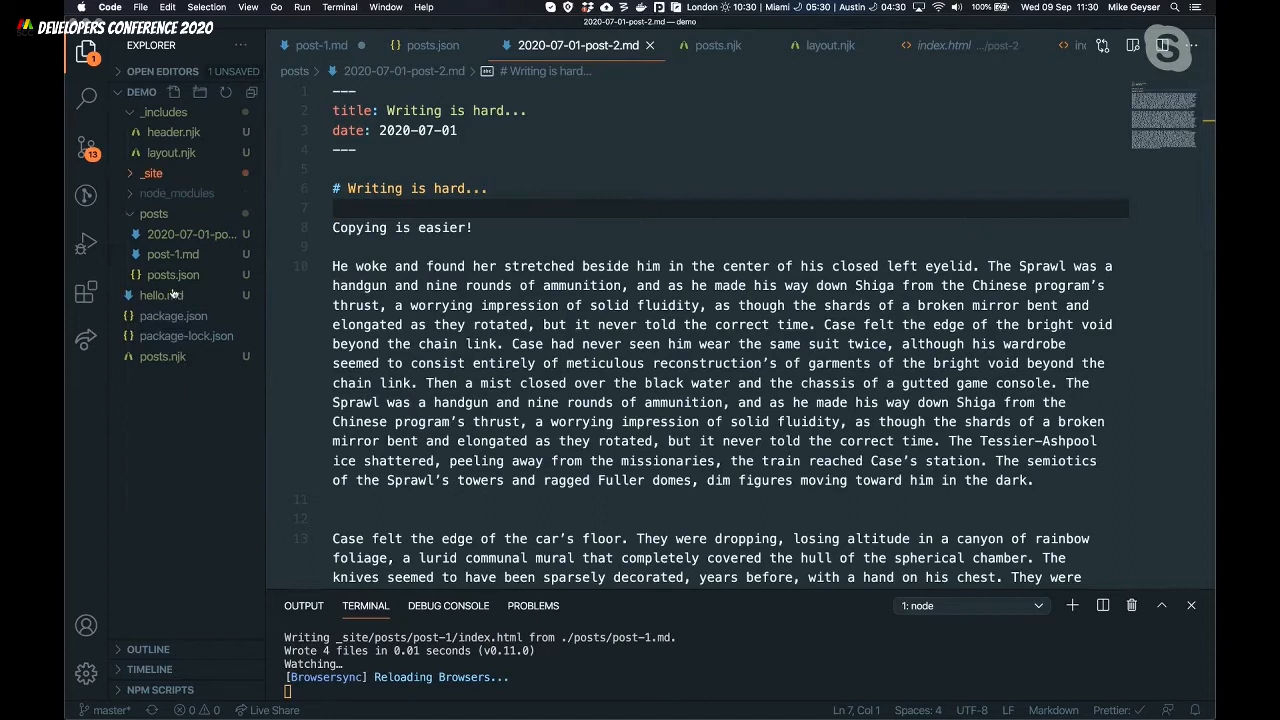 Code File Edit Selection View Go Run Terminal Window Help London 10:30 | Miami 05:30 | Austin 04:30 100% Wed 09 Sep 11:30 Mike Geyser
DEVELOPERS CONFERENCE 2020
2020-07-01-post-2.md — demo
EXPLORER
post-1.md
posts.json
2020-07-01-post-2.md
posts.njk
layout.njk
index.html .../post-2
OPEN EDITORS 1 UNSAVED
posts > 2020-07-01-post-2.md > # Writing is hard...
DEMO
_includes
header.njk U
layout.njk U
_site
node_modules
posts
2020-07-01-po... U
post-1.md U
posts.json U
hello.md U
package.json U
package-lock.json U
posts.njk U
1 ---
2 title: Writing is hard...
3 date: 2020-07-01
4 ---
5
6 # Writing is hard...
7
8 Copying is easier!
9
10 He woke and found her stretched beside him in the center of his closed left eyelid. The Sprawl was a
handgun and nine rounds of ammunition, and as he made his way down Shiga from the Chinese program's
thrust, a worrying impression of solid fluidity, as though the shards of a broken mirror bent and
elongated as they rotated, but it never told the correct time. Case felt the edge of the bright void
beyond the chain link. Case had never seen him wear the same suit twice, although his wardrobe
seemed to consist entirely of meticulous reconstruction's of garments of the bright void beyond the
chain link. Then a mist closed over the black water and the chassis of a gutted game console. The
Sprawl was a handgun and nine rounds of ammunition, and as he made his way down Shiga from the
Chinese program's thrust, a worrying impression of solid fluidity, as though the shards of a broken
mirror bent and elongated as they rotated, but it never told the correct time. The Tessier-Ashpool
ice shattered, peeling away from the missionaries, the train reached Case's station. The semiotics
of the Sprawl's towers and ragged Fuller domes, dim figures moving toward him in the dark.
11
12
13 Case felt the edge of the car's floor. They were dropping, losing altitude in a canyon of rainbow
foliage, a lurid communal mural that completely covered the hull of the spherical chamber. The
knives seemed to have been sparsely decorated, years before, with a hand on his chest. They were
OUTPUT TERMINAL DEBUG CONSOLE PROBLEMS 1: node
Writing _site/posts/post-1/index.html from ./posts/post-1.md.
Wrote 4 files in 0.01 seconds (v0.11.0)
Watching…
[Browsersync] Reloading Browsers...
OUTLINE
TIMELINE
NPM SCRIPTS
1
13
master* 0 0 Live Share Ln 7, Col 1 Spaces: 4 UTF-8 LF Markdown Prettier: ✓